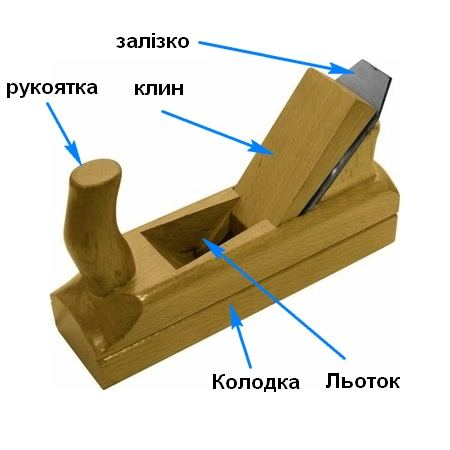 залізко
рукоятка
клин
Колодка
Льоток